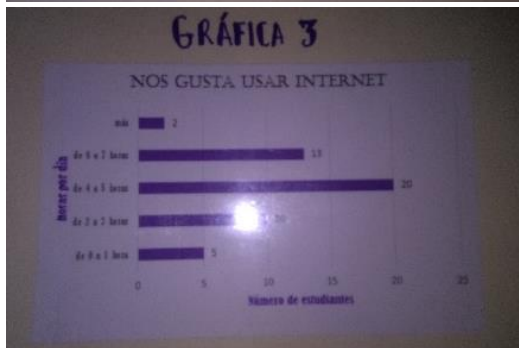 GRÁFICA 3
NOS GUSTA USAR INTERNET
más 2
de 6 a 7 horas 13
de 4 a 5 horas 20
de 2 a 3 horas 10
de 0 a 1 hora 5
horas por día
0 5 10 15 20 25
Número de estudiantes